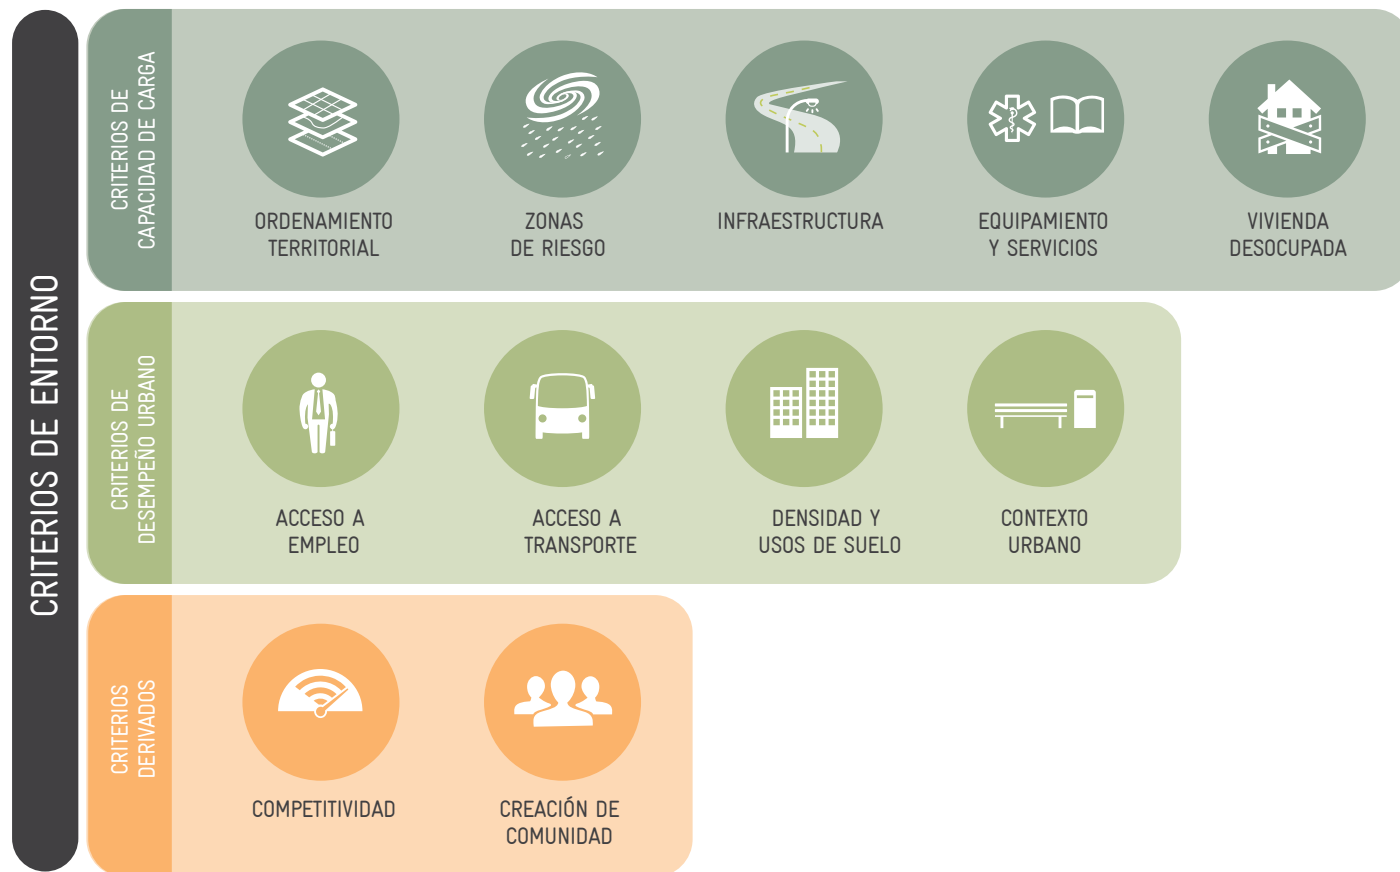 CRITERIOS DE ENTORNO
CRITERIOS DE
CAPACIDAD DE CARGA
ORDENAMIENTO
TERRITORIAL
ZONAS
DE RIESGO
INFRAESTRUCTURA
EQUIPAMIENTO
Y SERVICIOS
VIVIENDA
DESOCUPADA
CRITERIOS DE
DESEMPEÑO URBANO
ACCESO A
EMPLEO
ACCESO A
TRANSPORTE
DENSIDAD Y
USOS DE SUELO
CONTEXTO
URBANO
CRITERIOS
DERIVADOS
COMPETITIVIDAD
CREACIÓN DE
COMUNIDAD